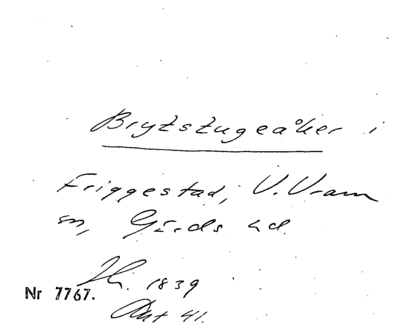 Brytstugeåker i
Friggestad, V. Vram
sn, Gärds hd.
1839
Nr 7767.
Akt 41.